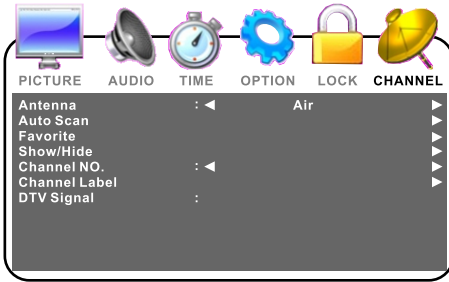 PICTURE AUDIO TIME OPTION LOCK CHANNEL
Antenna : ◀ Air ▶
Auto Scan ▶
Favorite ▶
Show/Hide ▶
Channel NO. : ◀ ▶
Channel Label ▶
DTV Signal :